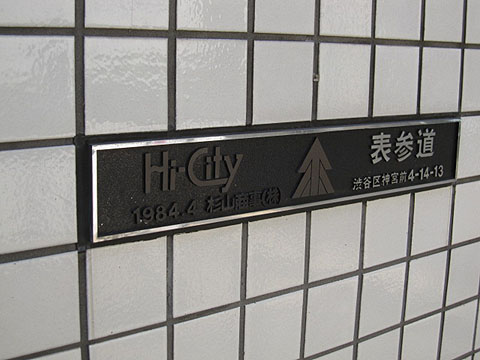 Hi-City
1984.4 杉山商事(株)
表参道
渋谷区神宮前4-14-13